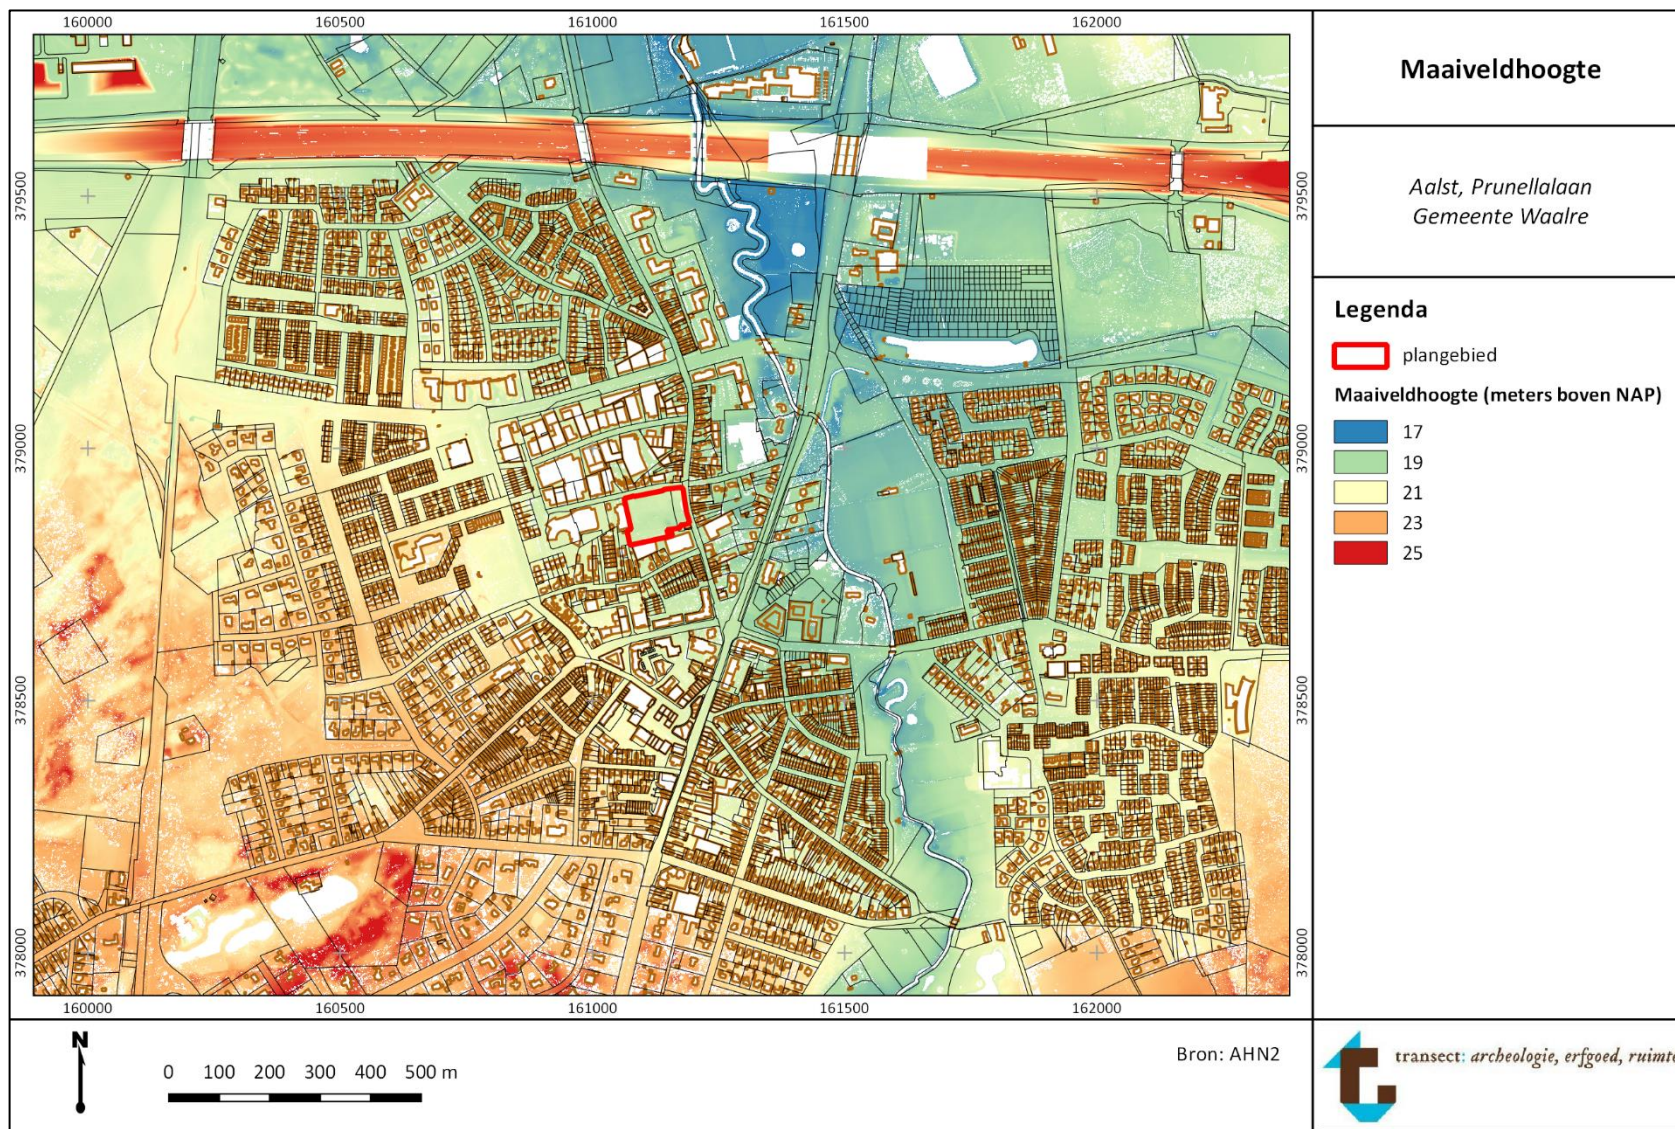 160000 160500 161000 161500 162000
379500 379500
379000 379000
378500 378500
378000 378000
160000 160500 161000 161500 162000
Maaiveldhoogte
Aalst, Prunellalaan
Gemeente Waalre
Legenda
plangebied
Maaiveldhoogte (meters boven NAP)
17
19
21
23
25
N
0 100 200 300 400 500 m
Bron: AHN2
transect: archeologie, erfgoed, ruimte